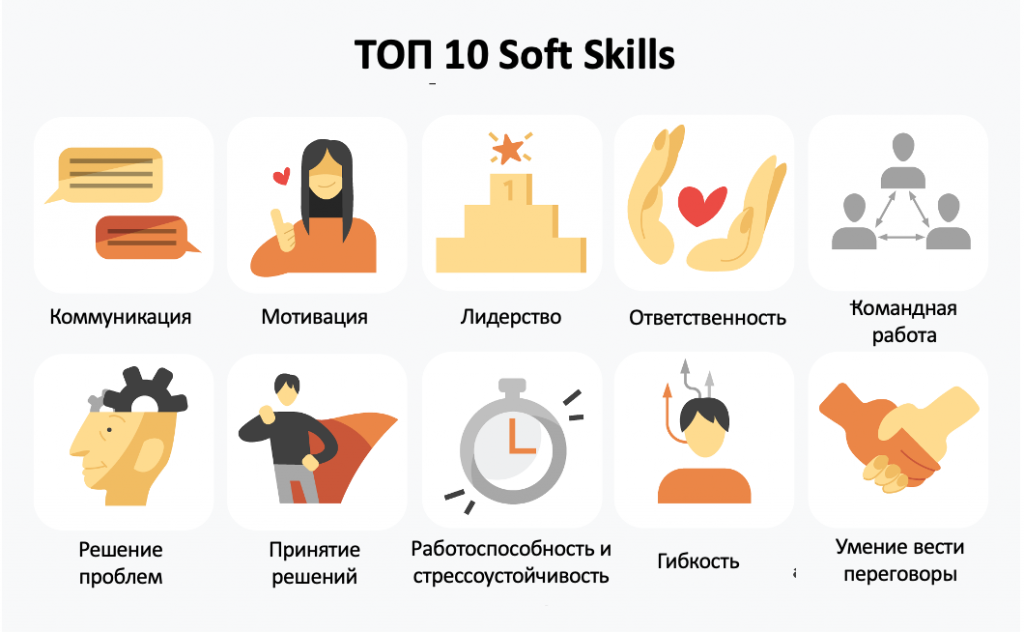 ТОП 10 Soft Skills
1
Коммуникация
Мотивация
Лидерство
Ответственность
Командная
работа
Решение
проблем
Принятие
решений
Работоспособность и
стрессоустойчивость
Гибкость
Умение вести
переговоры